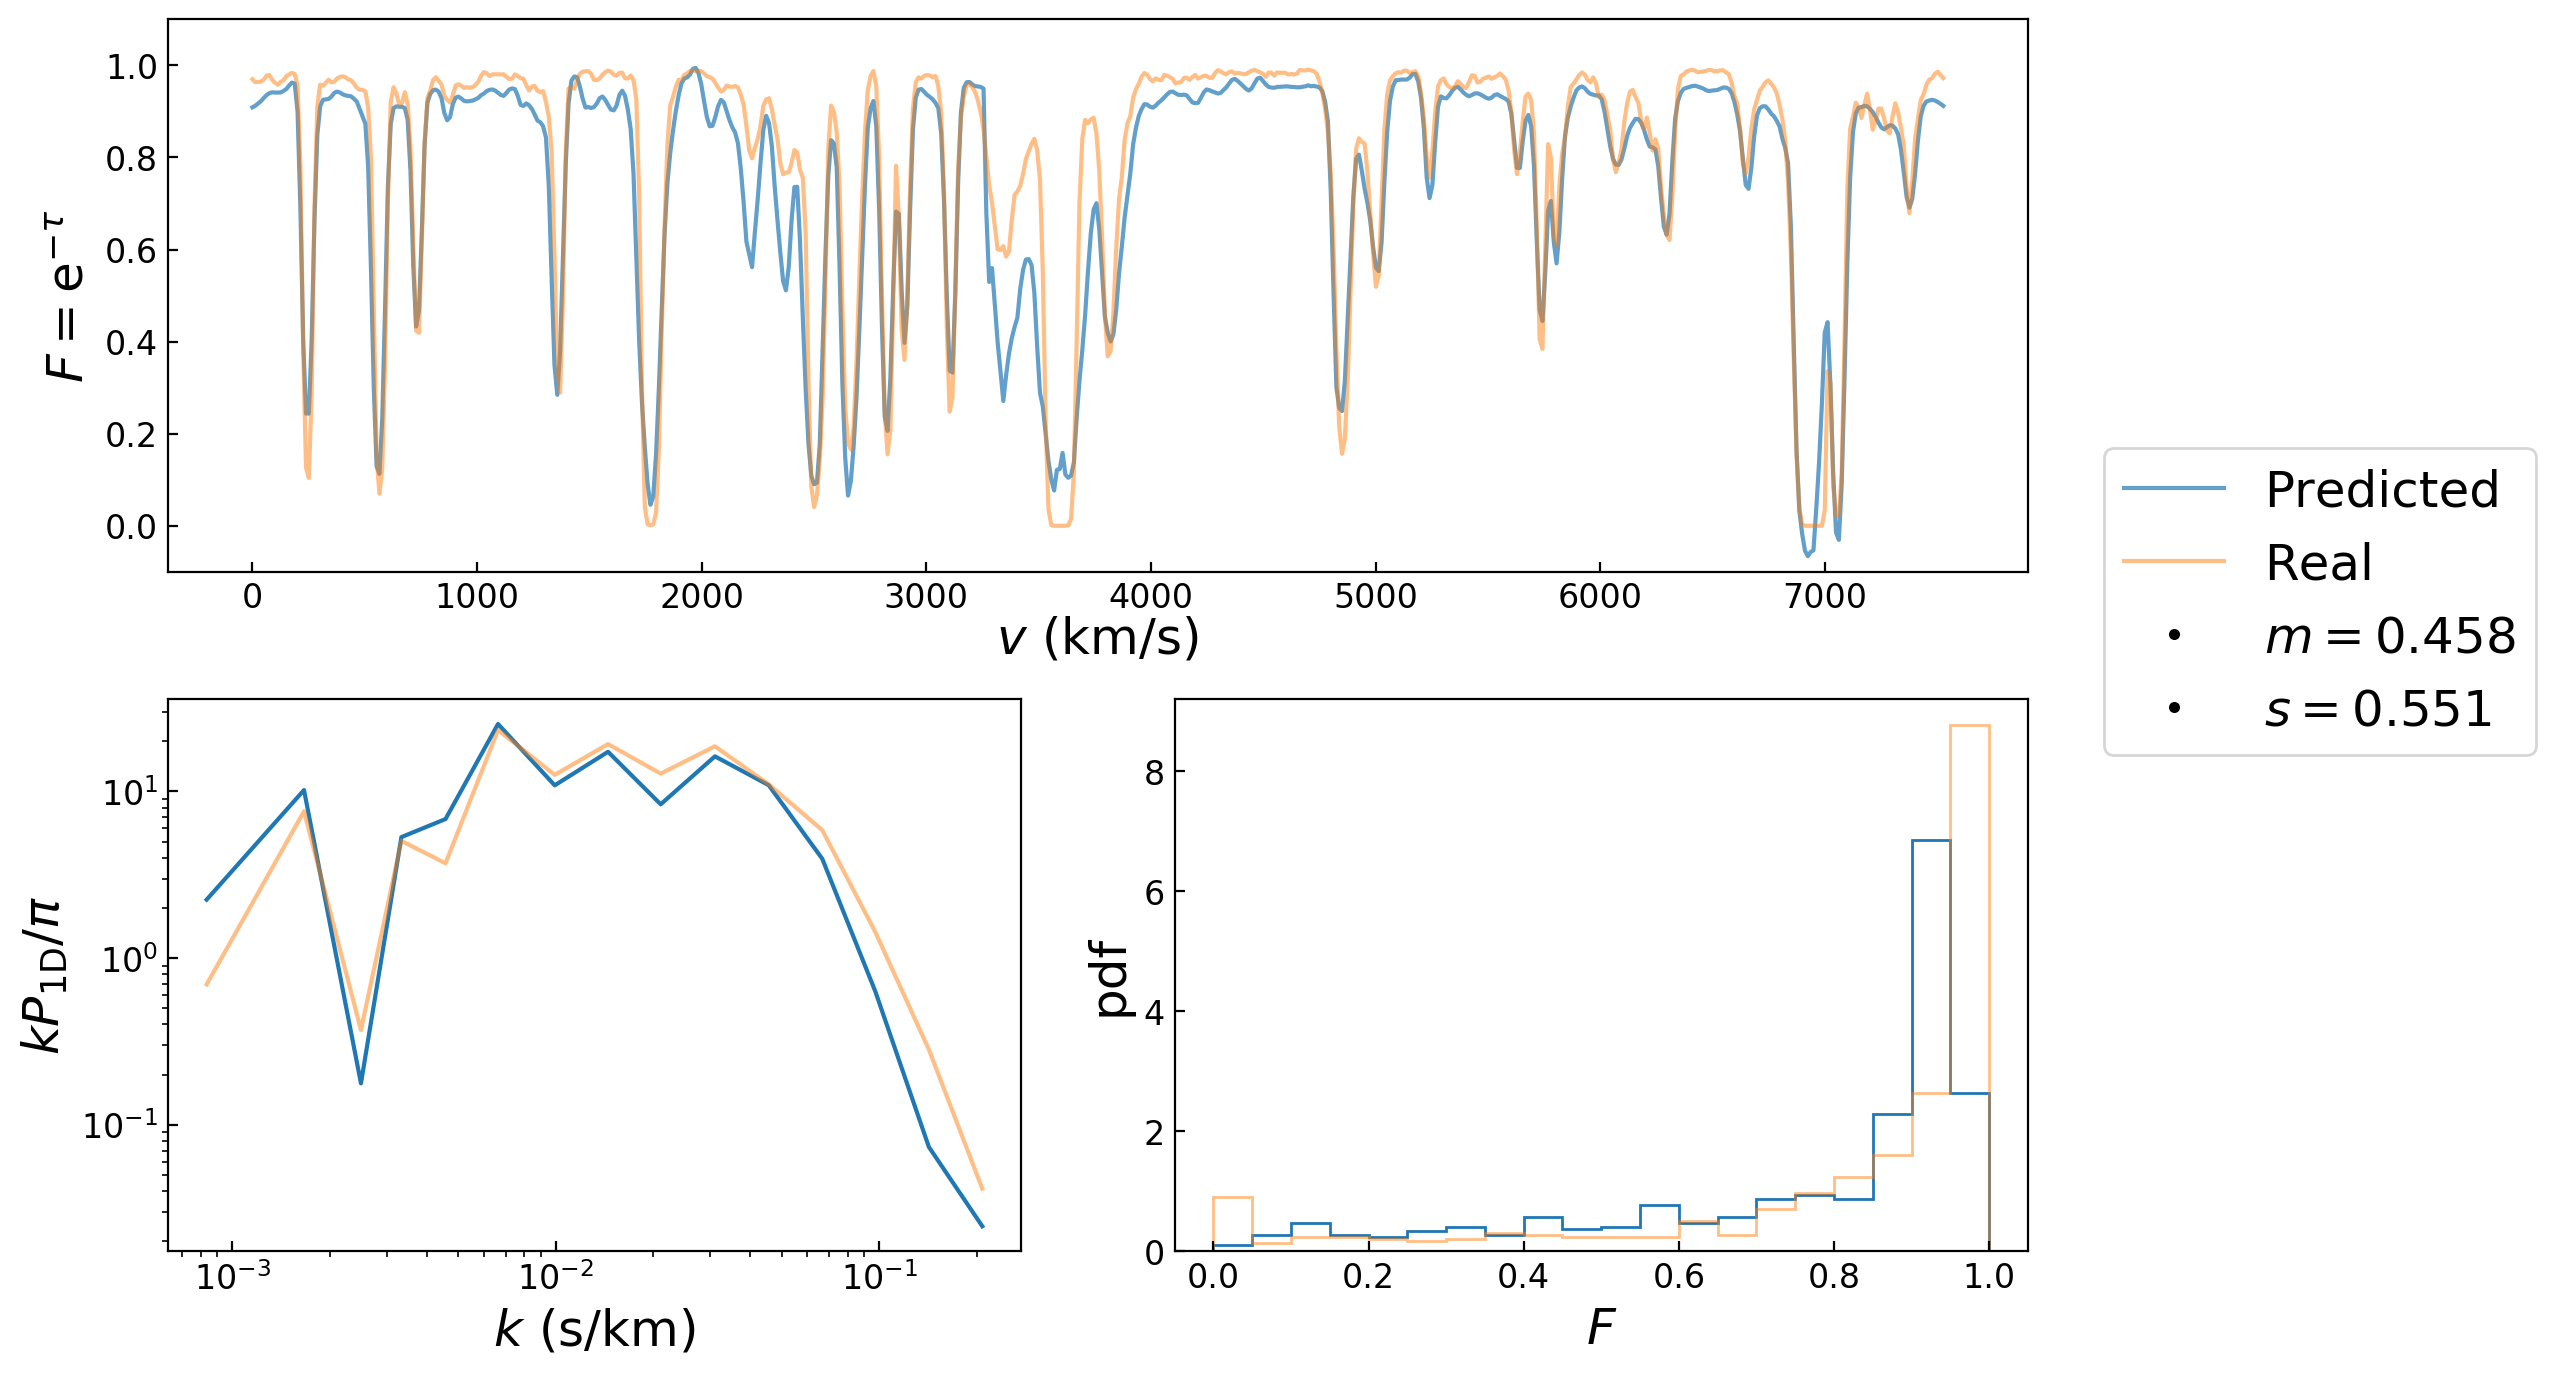 F = e^{−τ}
1.0
0.8
0.6
0.4
0.2
0.0
0 1000 2000 3000 4000 5000 6000 7000
v (km/s)
Predicted
Real
m = 0.458
s = 0.551
kP_{1D}/π
10^1
10^0
10^{−1}
10^{−3} 10^{−2} 10^{−1}
k (s/km)
pdf
8
6
4
2
0
0.0 0.2 0.4 0.6 0.8 1.0
F